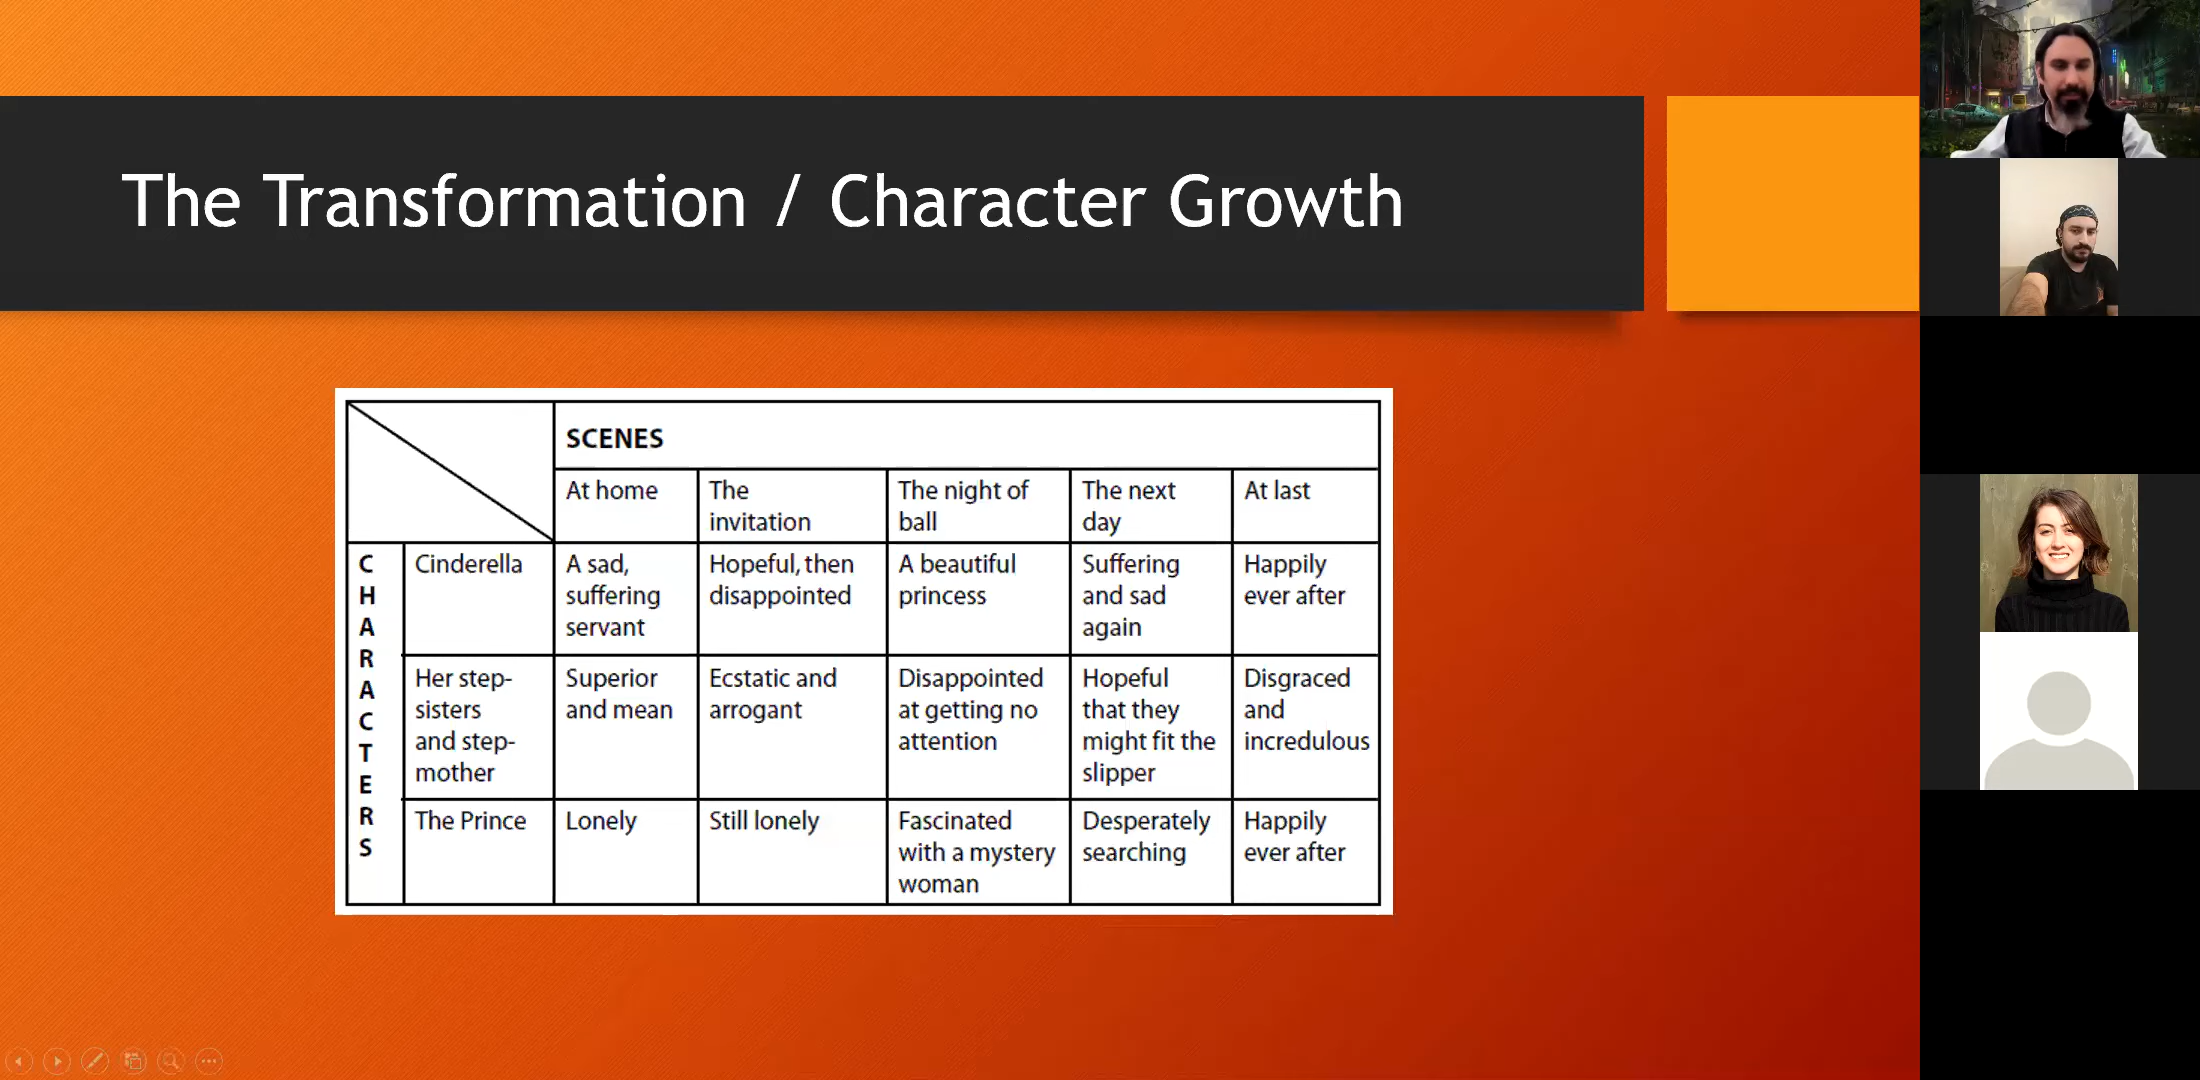 The Transformation / Character Growth
SCENES
At home
The
invitation
The night of
ball
The next
day
At last
C
H
A
R
A
C
T
E
R
S
Cinderella
A sad,
suffering
servant
Hopeful, then
disappointed
A beautiful
princess
Suffering
and sad
again
Happily
ever after
Her step-
sisters
and step-
mother
Superior
and mean
Ecstatic and
arrogant
Disappointed
at getting no
attention
Hopeful
that they
might fit the
slipper
Disgraced
and
incredulous
The Prince
Lonely
Still lonely
Fascinated
with a mystery
woman
Desperately
searching
Happily
ever after